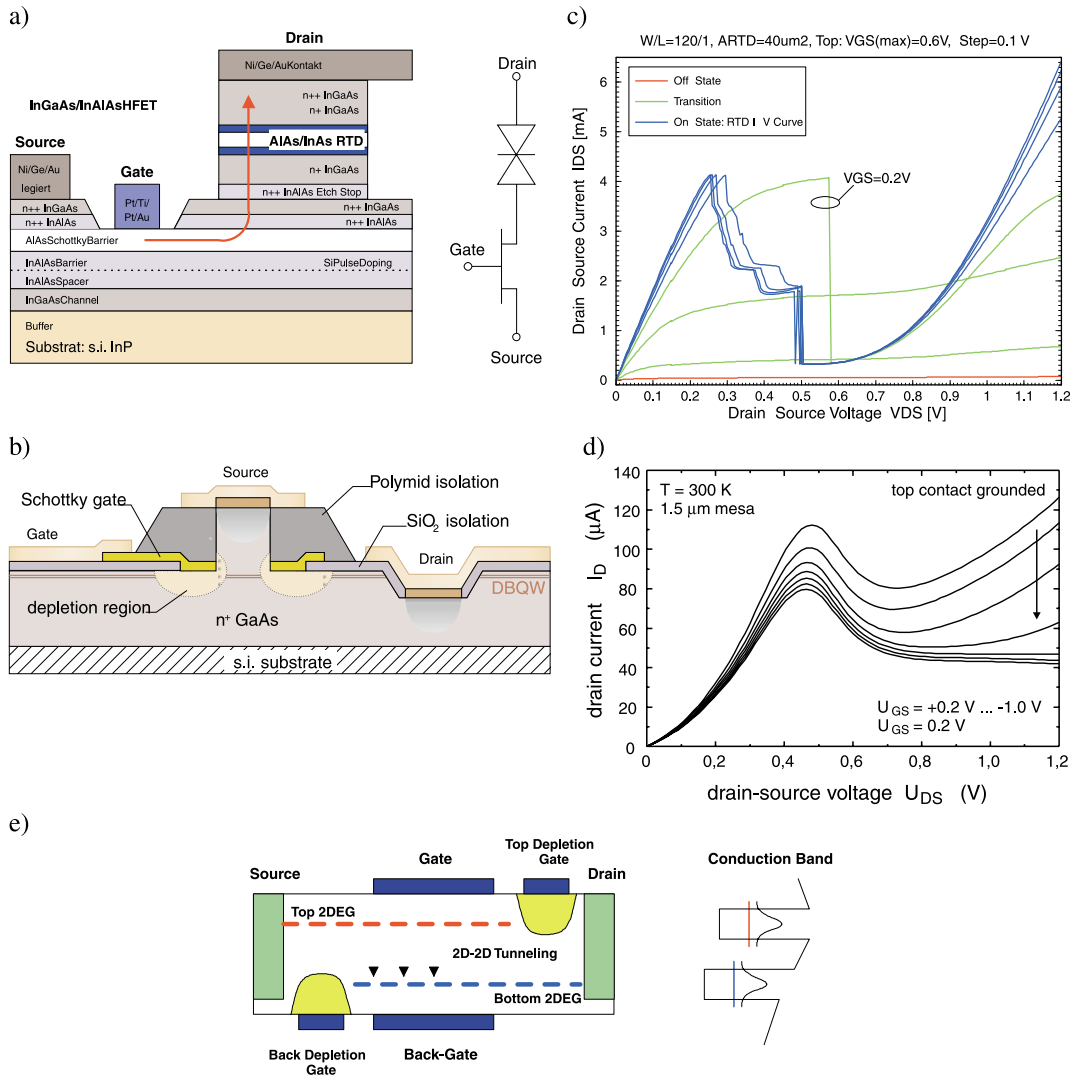 a)
Drain
Ni/Ge/AuKontakt
n++ InGaAs
n+ InGaAs
InGaAs/InAlAsHFET
AlAs/InAs RTD
Source
Gate
Ni/Ge/Au
legiert
Pt/Ti/
Pt/Au
n+ InGaAs
n++ InAlAs Etch Stop
n++ InGaAs
n++ InAlAs
n++ InGaAs
n++ InAlAs
AlAsSchottkyBarrier
InAlAsBarrier
SiPulseDoping
InAlAsSpacer
InGaAsChannel
Buffer
Substrat: s.i. InP
Drain
Gate
Source
c)
W/L=120/1, ARTD=40um2, Top: VGS(max)=0.6V, Step=0.1 V
Off State
Transition
On State: RTD I V Curve
VGS=0.2V
Drain Source Current IDS [mA]
6
5
4
3
2
1
0
0 0.1 0.2 0.3 0.4 0.5 0.6 0.7 0.8 0.9 1 1.1 1.2
Drain Source Voltage VDS [V]
b)
Source
Schottky gate
Polymid isolation
SiO2 isolation
Gate
Drain
DBQW
depletion region
n+ GaAs
s.i. substrate
d)
T = 300 K
1.5 μm mesa
top contact grounded
drain current ID (μA)
140
120
100
80
60
40
20
0
UGS = +0.2 V ... -1.0 V
UGS = 0.2 V
0 0,2 0,4 0,6 0,8 1,0 1,2
drain-source voltage UDS (V)
e)
Source
Gate
Top Depletion
Gate
Drain
Top 2DEG
2D-2D Tunneling
Bottom 2DEG
Back Depletion
Gate
Back-Gate
Conduction Band